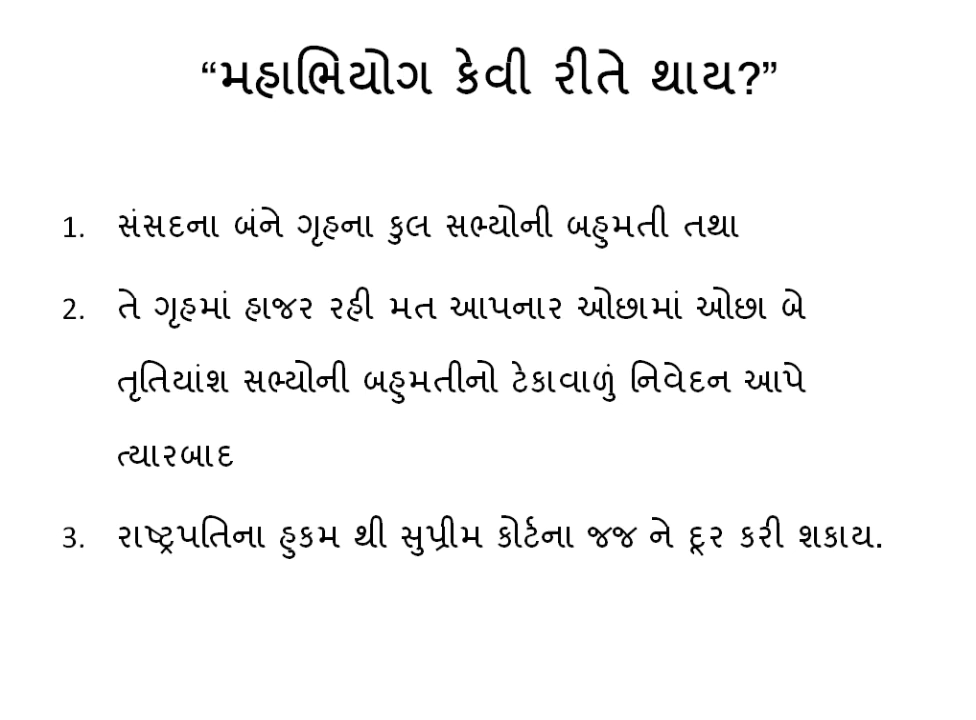 “મહાભિયોગ કેવી રીતે થાય?”
1. સંસદના બંને ગૃહના કુલ સભ્યોની બહુમતી તથા
2. તે ગૃહમાં હાજર રહી મત આપનાર ઓછામાં ઓછા બે
તૃતિયાંશ સભ્યોની બહુમતીનો ટેકાવાળું નિવેદન આપે
ત્યારબાદ
3. રાષ્ટ્રપતિના હુકમ થી સુપ્રીમ કોર્ટના જજ ને દૂર કરી શકાય.